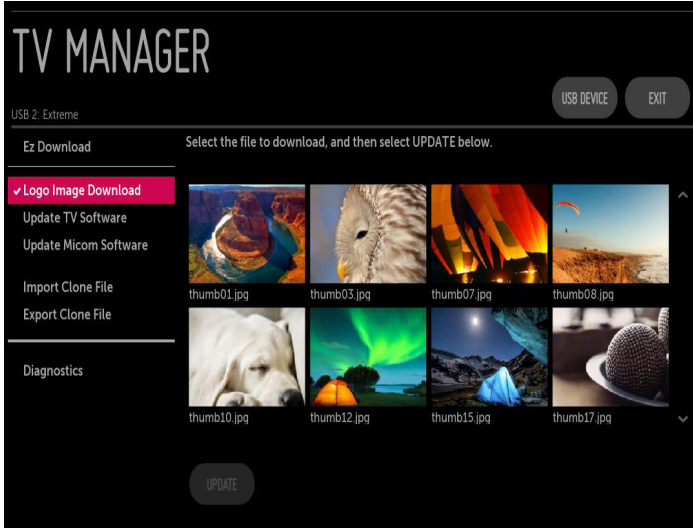 TV MANAGER
USB DEVICE
EXIT
USB 2: Extreme
Ez Download
Select the file to download, and then select UPDATE below.
✔Logo Image Download
Update TV Software
Update Micom Software
Import Clone File
Export Clone File
Diagnostics
thumb01.jpg
thumb03.jpg
thumb07.jpg
thumb08.jpg
thumb10.jpg
thumb12.jpg
thumb15.jpg
thumb17.jpg
UPDATE